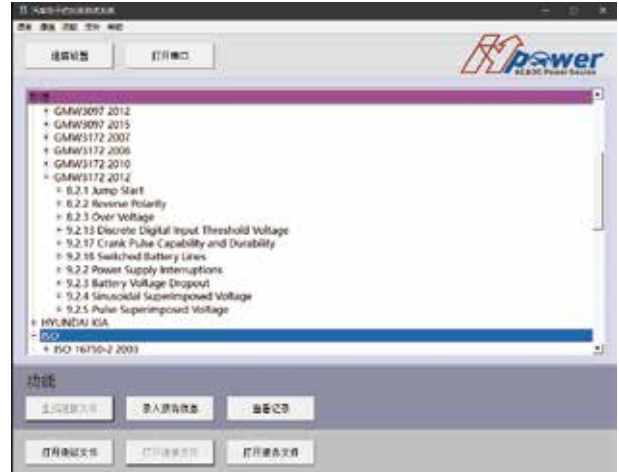 连接设置 打开串口
power
AC&DC Power Source
标准
GMW3097 2012
GMW3097 2015
GMW3172 2007
GMW3172 2008
GMW3172 2010
GMW3172 2012
8.2.1 Jump Start
8.2.2 Reverse Polarity
8.2.3 Over Voltage
9.2.13 Discrete Digital Input Threshold Voltage
9.2.17 Crank Pulse Capability and Durability
9.2.18 Switched Battery Lines
9.2.2 Power Supply Interruptions
9.2.3 Battery Voltage Dropout
9.2.4 Sinusoidal Superimposed Voltage
9.2.5 Pulse Superimposed Voltage
HYUNDAI KIA
ISO
ISO 16750-2 2003
功能
录入报告信息 查看记录
打开测试文件 打开报告文件